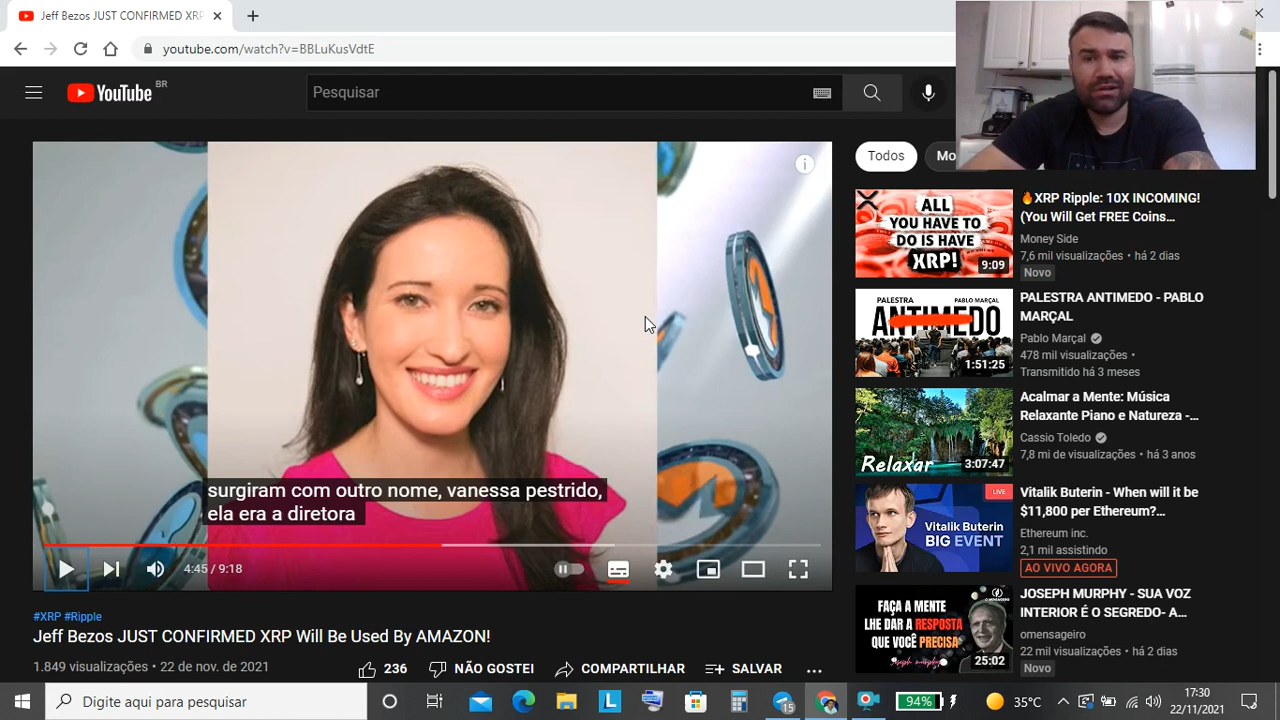 Jeff Bezos JUST CONFIRMED XRP
youtube.com/watch?v=BBLuKusVdtE
YouTube BR
Pesquisar
Todos
Mo
surgiram com outro nome, vanessa pestrido,
ela era a diretora
4:45 / 9:18
#XRP #Ripple
Jeff Bezos JUST CONFIRMED XRP Will Be Used By AMAZON!
1.849 visualizações • 22 de nov. de 2021
236
NÃO GOSTEI
COMPARTILHAR
SALVAR
ALL
YOU HAVE TO
DO IS HAVE
XRP!
9:09
🔥XRP Ripple: 10X INCOMING!
(You Will Get FREE Coins...
Money Side
7,6 mil visualizações • há 2 dias
Novo
PALESTRA
PABLO MARÇAL
ANTIMEDO
1:51:25
PALESTRA ANTIMEDO - PABLO
MARÇAL
Pablo Marçal
478 mil visualizações •
Transmitido há 3 meses
Relaxar
3:07:47
Acalmar a Mente: Música
Relaxante Piano e Natureza -...
Cassio Toledo
7,8 mi de visualizações • há 3 anos
LIVE
Vitalik Buterin
BIG EVENT
Vitalik Buterin - When will it be
$11,800 per Ethereum?...
Ethereum inc.
2,1 mil assistindo
AO VIVO AGORA
FAÇA A MENTE
LHE DAR A RESPOSTA
QUE VOCÊ PRECISA
Joseph murphy
25:02
JOSEPH MURPHY - SUA VOZ
INTERIOR É O SEGREDO- A...
omensageiro
22 mil visualizações • há 2 dias
Novo
Digite aqui para pesquisar
L
15
94%
35°C
17:30
22/11/2021